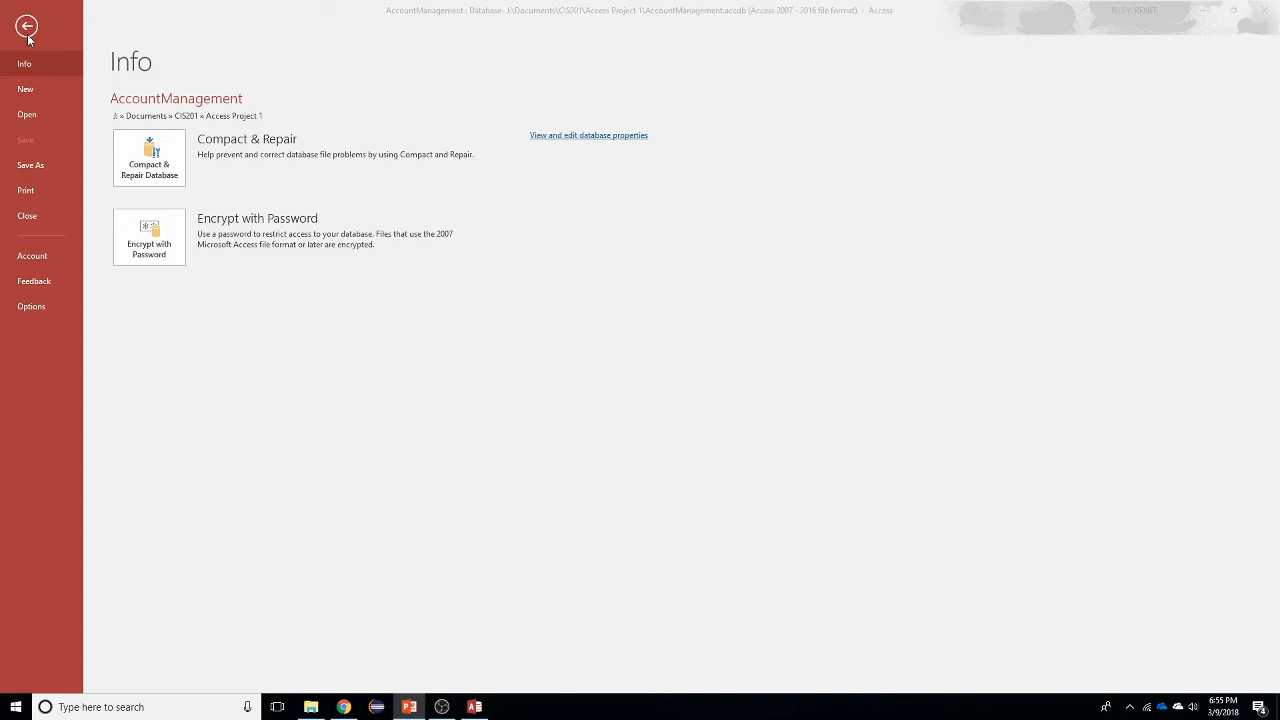 AccountManagement : Database- J:\Documents\CIS201\Access Project 1\AccountManagement.accdb (Access 2007 - 2016 file format) - Access
RILEY, RENEE
Info
New
Open
Save
Save As
Print
Close
Account
Feedback
Options
Info
AccountManagement
J: » Documents » CIS201 » Access Project 1
Compact &
Repair Database
Compact & Repair
Help prevent and correct database file problems by using Compact and Repair.
View and edit database properties
Encrypt with
Password
Encrypt with Password
Use a password to restrict access to your database. Files that use the 2007
Microsoft Access file format or later are encrypted.
Type here to search
6:55 PM
3/9/2018